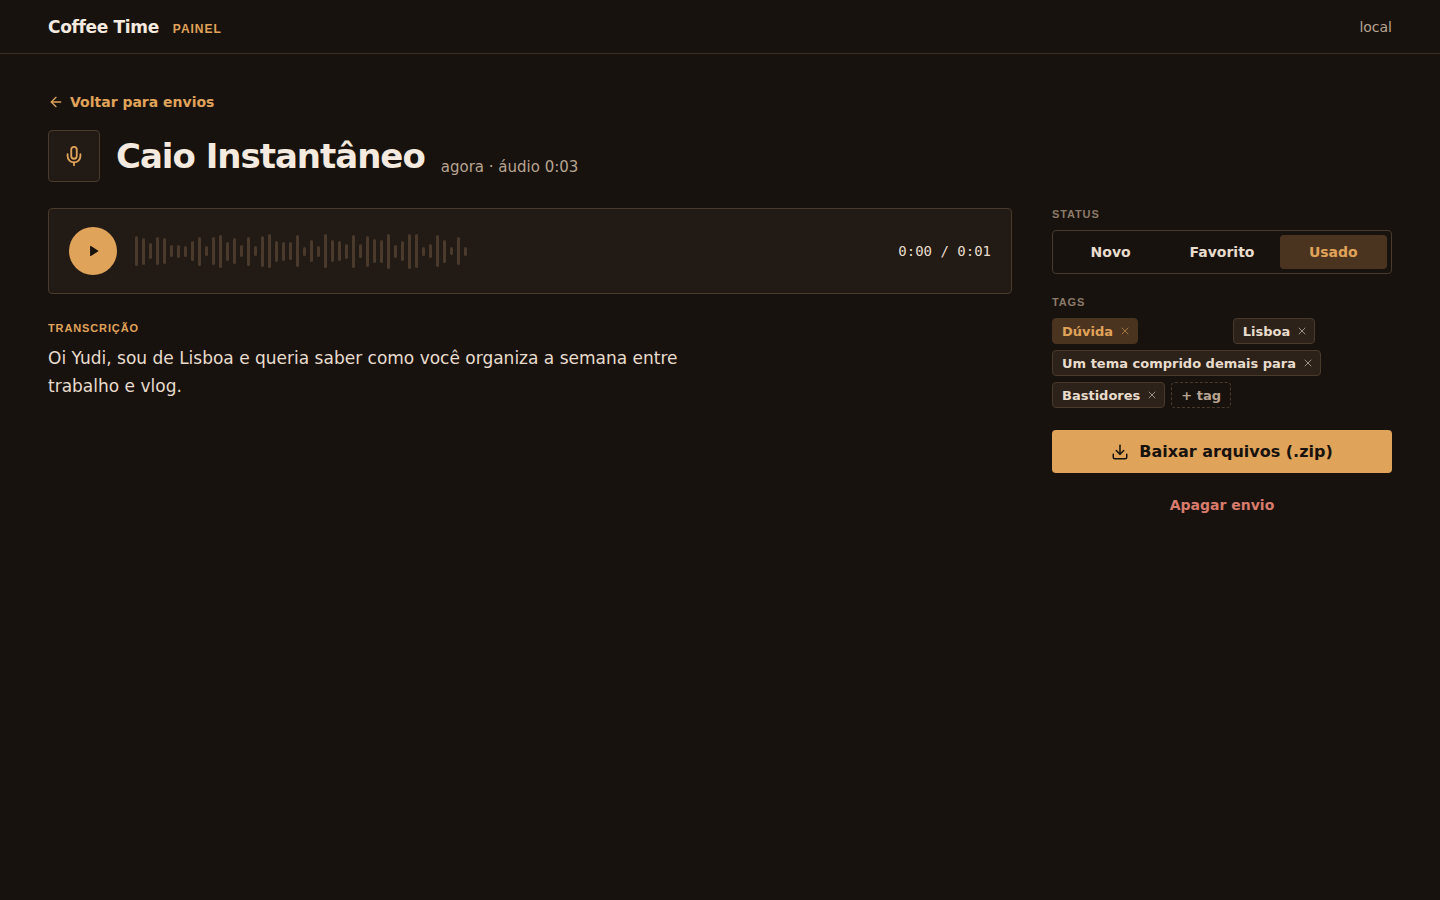 Coffee Time PAINEL local
Voltar para envios
Caio Instantâneo agora · áudio 0:03
0:00 / 0:01
TRANSCRIÇÃO
Oi Yudi, sou de Lisboa e queria saber como você organiza a semana entre
trabalho e vlog.
STATUS
Novo Favorito Usado
TAGS
Dúvida Lisboa
Um tema comprido demais para
Bastidores + tag
Baixar arquivos (.zip)
Apagar envio